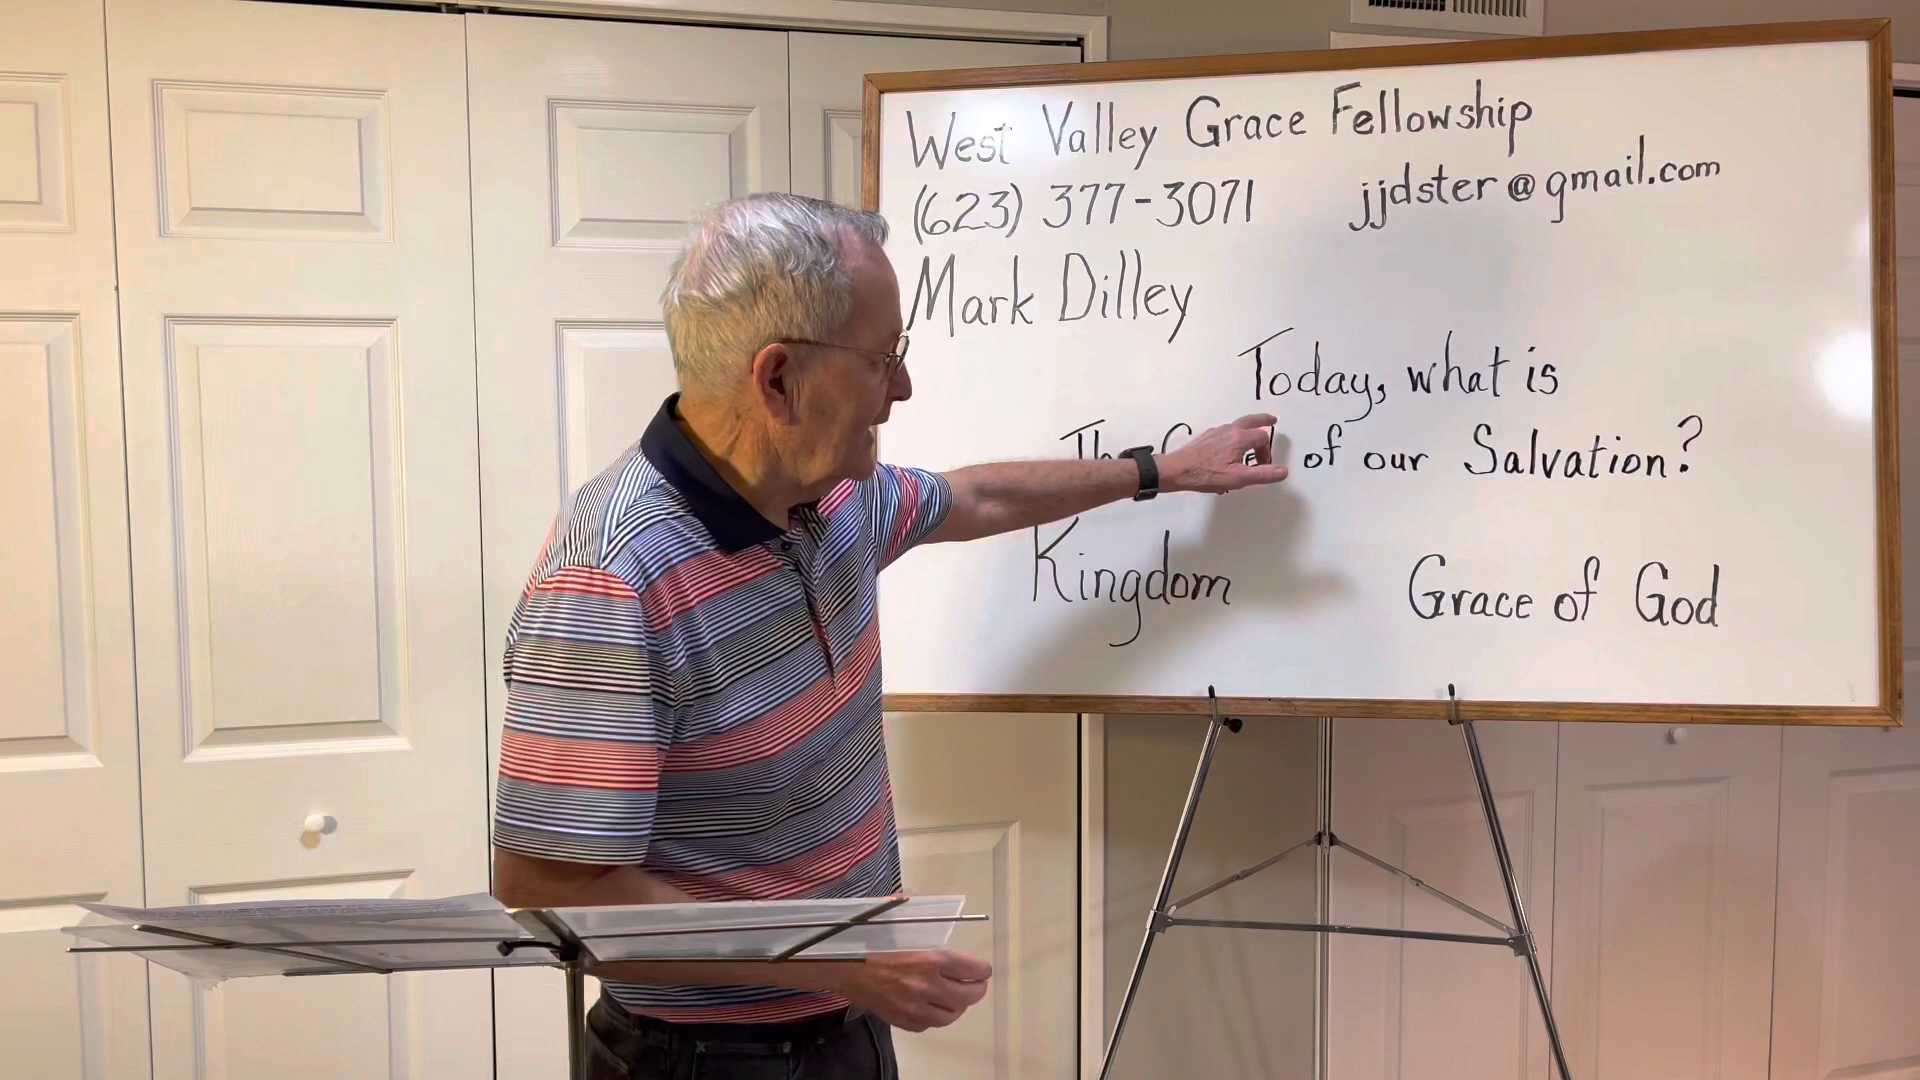 West Valley Grace Fellowship
(623) 377-3071 jjdster@gmail.com
Mark Dilley
Today, what is
of our Salvation?
Kingdom Grace of God